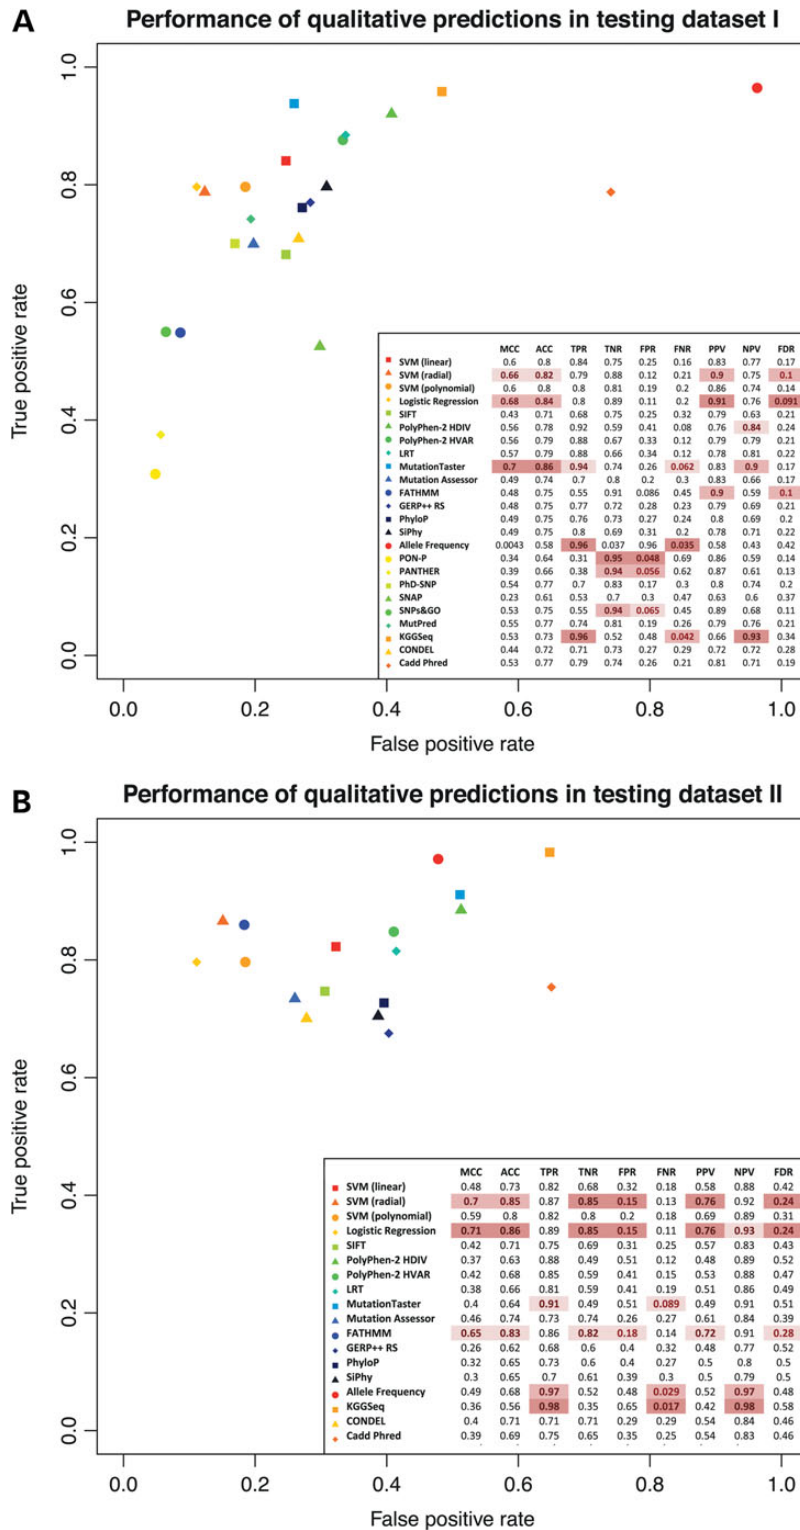 A
Performance of qualitative predictions in testing dataset I
1.0
0.8
0.6
0.4
0.2
0.0
True positive rate
MCC ACC TPR TNR FPR FNR PPV NPV FDR
SVM (linear) 0.6 0.8 0.84 0.75 0.25 0.16 0.83 0.77 0.17
SVM (radial) 0.66 0.82 0.79 0.88 0.12 0.21 0.9 0.75 0.1
SVM (polynomial) 0.6 0.8 0.8 0.81 0.19 0.2 0.86 0.74 0.14
Logistic Regression 0.68 0.84 0.8 0.89 0.11 0.2 0.91 0.76 0.091
SIFT 0.43 0.71 0.68 0.75 0.25 0.32 0.79 0.63 0.21
PolyPhen-2 HDIV 0.56 0.78 0.92 0.59 0.41 0.08 0.76 0.84 0.24
PolyPhen-2 HVAR 0.56 0.79 0.88 0.67 0.33 0.12 0.79 0.79 0.21
LRT 0.57 0.79 0.88 0.66 0.34 0.12 0.78 0.81 0.22
MutationTaster 0.7 0.86 0.94 0.74 0.26 0.062 0.83 0.9 0.17
Mutation Assessor 0.49 0.74 0.7 0.8 0.2 0.3 0.83 0.66 0.17
FATHMM 0.48 0.75 0.55 0.91 0.086 0.45 0.9 0.59 0.1
GERP++ RS 0.48 0.75 0.77 0.72 0.28 0.23 0.79 0.69 0.21
PhyloP 0.49 0.75 0.76 0.73 0.27 0.24 0.8 0.69 0.2
SiPhy 0.49 0.75 0.8 0.69 0.31 0.2 0.78 0.71 0.22
Allele Frequency 0.0043 0.58 0.96 0.037 0.96 0.035 0.58 0.43 0.42
PON-P 0.34 0.64 0.31 0.95 0.048 0.69 0.86 0.59 0.14
PANTHER 0.39 0.66 0.38 0.94 0.056 0.62 0.87 0.61 0.13
PhD-SNP 0.54 0.77 0.7 0.83 0.17 0.3 0.8 0.74 0.2
SNAP 0.23 0.61 0.53 0.7 0.3 0.47 0.63 0.6 0.37
SNPs&GO 0.53 0.75 0.55 0.94 0.065 0.45 0.89 0.68 0.11
MutPred 0.55 0.77 0.74 0.81 0.19 0.26 0.79 0.76 0.21
KGGSeq 0.53 0.73 0.96 0.52 0.48 0.042 0.66 0.93 0.34
CONDEL 0.44 0.72 0.71 0.73 0.27 0.29 0.72 0.72 0.28
Cadd Phred 0.53 0.77 0.79 0.74 0.26 0.21 0.81 0.71 0.19
0.0 0.2 0.4 0.6 0.8 1.0
False positive rate
B
Performance of qualitative predictions in testing dataset II
1.0
0.8
0.6
0.4
0.2
0.0
True positive rate
MCC ACC TPR TNR FPR FNR PPV NPV FDR
SVM (linear) 0.48 0.73 0.82 0.68 0.32 0.18 0.58 0.88 0.42
SVM (radial) 0.7 0.85 0.87 0.85 0.15 0.13 0.76 0.92 0.24
SVM (polynomial) 0.59 0.8 0.82 0.8 0.2 0.18 0.69 0.89 0.31
Logistic Regression 0.71 0.86 0.89 0.85 0.15 0.11 0.76 0.93 0.24
SIFT 0.42 0.71 0.75 0.69 0.31 0.25 0.57 0.83 0.43
PolyPhen-2 HDIV 0.37 0.63 0.88 0.49 0.51 0.12 0.48 0.89 0.52
PolyPhen-2 HVAR 0.42 0.68 0.85 0.59 0.41 0.15 0.53 0.88 0.47
LRT 0.38 0.66 0.81 0.59 0.41 0.19 0.51 0.86 0.49
MutationTaster 0.4 0.64 0.91 0.49 0.51 0.089 0.49 0.91 0.51
Mutation Assessor 0.46 0.74 0.73 0.74 0.26 0.27 0.61 0.84 0.39
FATHMM 0.65 0.83 0.86 0.82 0.18 0.14 0.72 0.91 0.28
GERP++ RS 0.26 0.62 0.68 0.6 0.4 0.32 0.48 0.77 0.52
PhyloP 0.32 0.65 0.73 0.6 0.4 0.27 0.5 0.8 0.5
SiPhy 0.3 0.65 0.7 0.61 0.39 0.3 0.5 0.79 0.5
Allele Frequency 0.49 0.68 0.97 0.52 0.48 0.029 0.52 0.97 0.48
KGGSeq 0.36 0.56 0.98 0.35 0.65 0.017 0.42 0.98 0.58
CONDEL 0.4 0.71 0.71 0.71 0.29 0.29 0.54 0.84 0.46
Cadd Phred 0.39 0.69 0.75 0.65 0.35 0.25 0.54 0.83 0.46
0.0 0.2 0.4 0.6 0.8 1.0
False positive rate